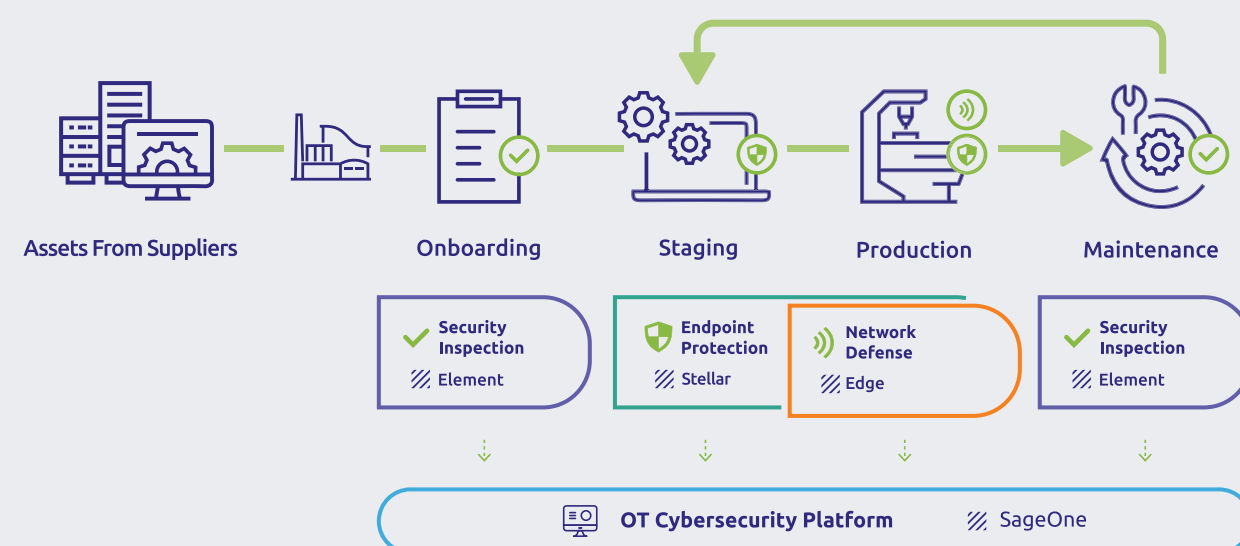 Assets From Suppliers
Onboarding
Staging
Production
Maintenance
Security
Inspection
Element
Endpoint
Protection
Stellar
Network
Defense
Edge
Security
Inspection
Element
OT Cybersecurity Platform
SageOne